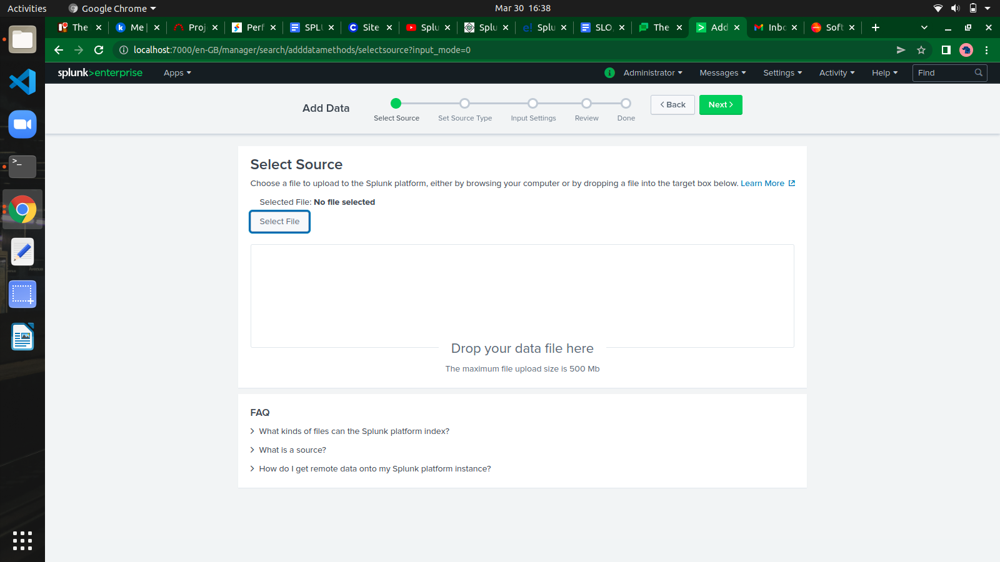 Activities Google Chrome Mar 30 16:38
The Me | Proj Perf SPLU Site Splu Splu Splu SLO, The Add Inbo Soft
localhost:7000/en-GB/manager/search/adddatamethods/selectsource?input_mode=0
splunk>enterprise Apps i Administrator Messages Settings Activity Help Find
Add Data Select Source Set Source Type Input Settings Review Done < Back Next >
Select Source
Choose a file to upload to the Splunk platform, either by browsing your computer or by dropping a file into the target box below. Learn More
Selected File: No file selected
Select File
Drop your data file here
The maximum file upload size is 500 Mb
FAQ
> What kinds of files can the Splunk platform index?
> What is a source?
> How do I get remote data onto my Splunk platform instance?